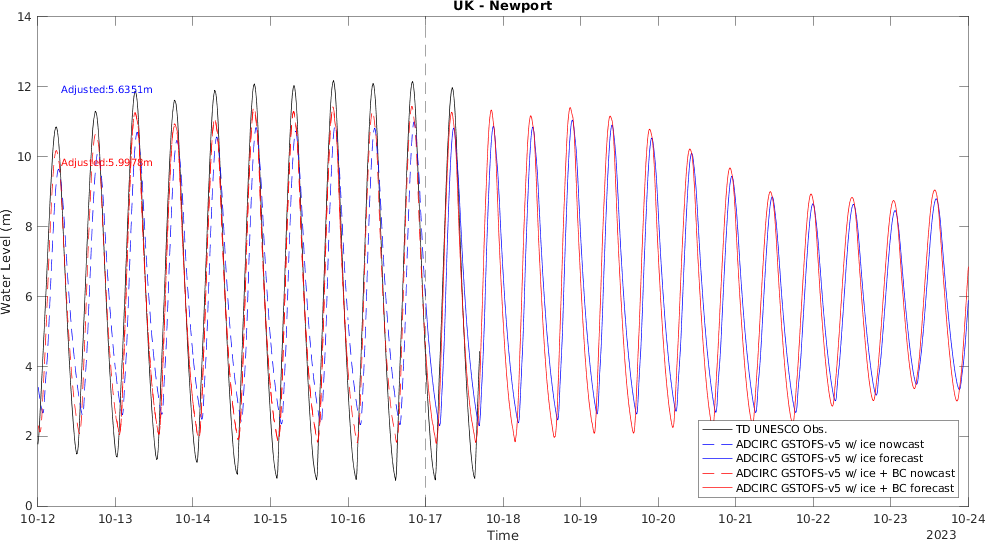 UK - Newport
14
12
10
8
6
4
2
0
Water Level (m)
Adjusted:5.6351m
Adjusted:5.9978m
TD UNESCO Obs.
ADCIRC GSTOFS-v5 w/ ice nowcast
ADCIRC GSTOFS-v5 w/ ice forecast
ADCIRC GSTOFS-v5 w/ ice + BC nowcast
ADCIRC GSTOFS-v5 w/ ice + BC forecast
10-12 10-13 10-14 10-15 10-16 10-17 10-18 10-19 10-20 10-21 10-22 10-23 10-24
Time
2023